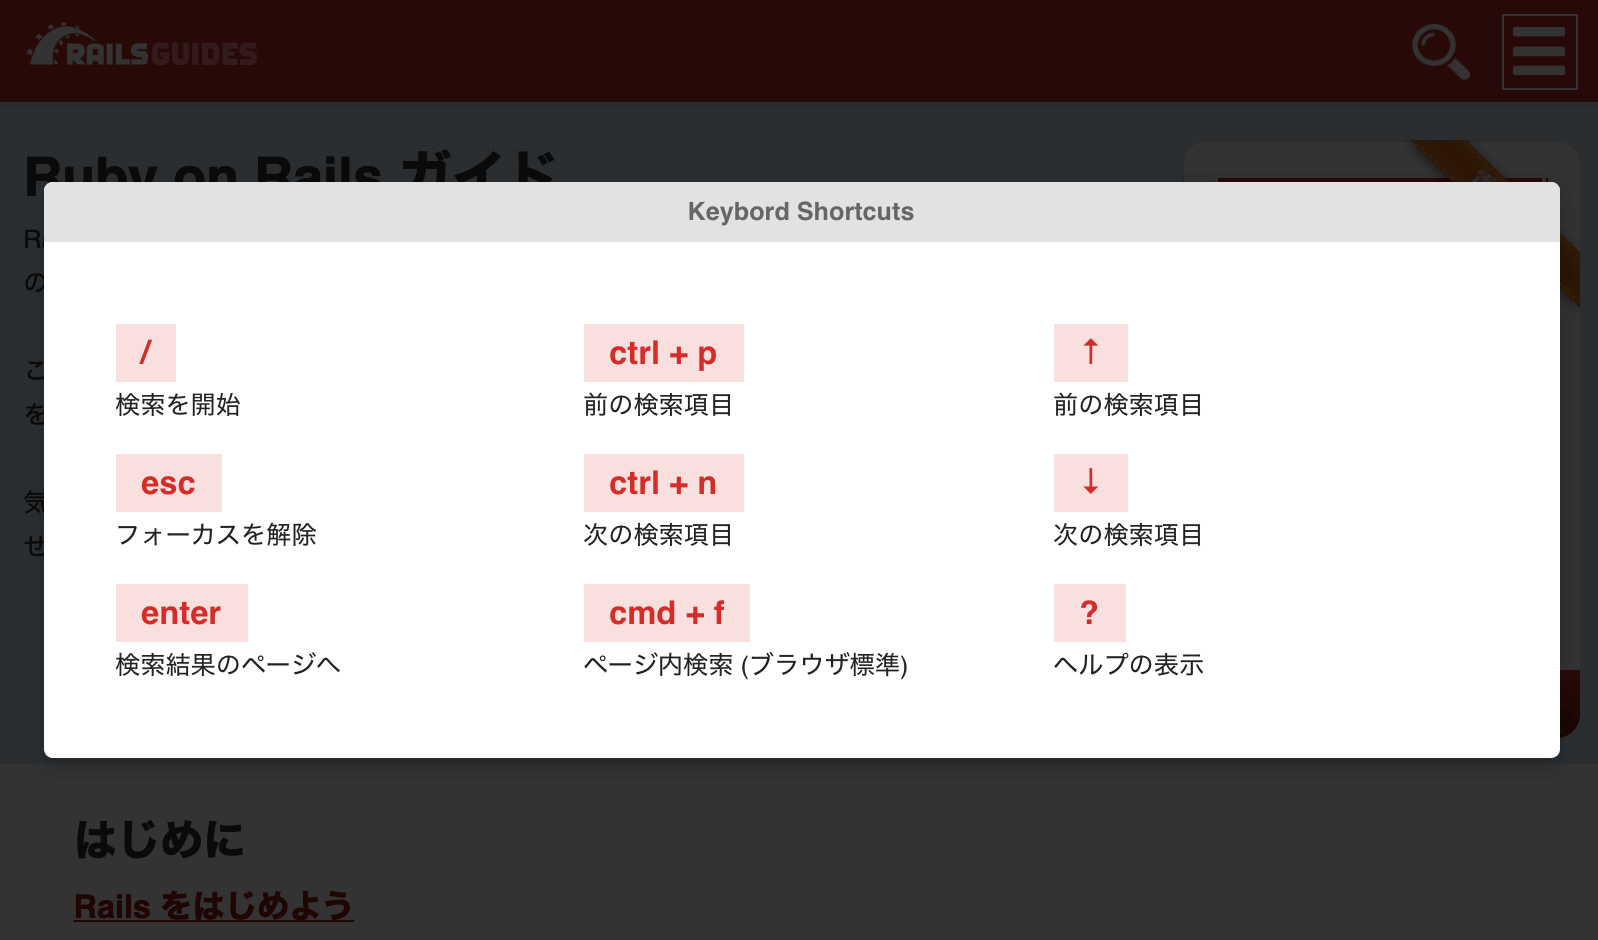 RAILSGUIDES
Ruby on Rails ガイド
Keybord Shortcuts
/
検索を開始
ctrl + p
前の検索項目
↑
前の検索項目
esc
フォーカスを解除
ctrl + n
次の検索項目
↓
次の検索項目
enter
検索結果のページへ
cmd + f
ページ内検索 (ブラウザ標準)
?
ヘルプの表示
はじめに
Rails をはじめよう